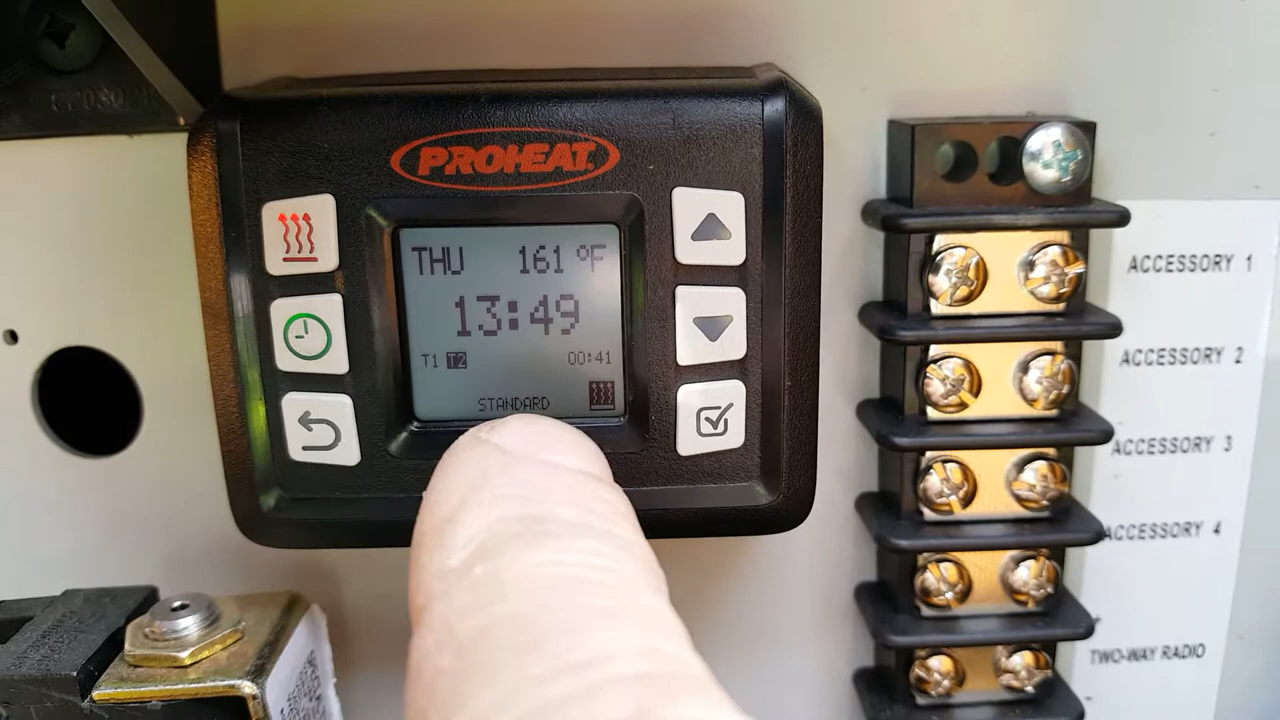 PROHEAT
THU 161 ºF
13:49
T1 T2 00:41
STANDARD
ACCESSORY 1
ACCESSORY 2
ACCESSORY 3
ACCESSORY 4
+
TWO-WAY RADIO
-